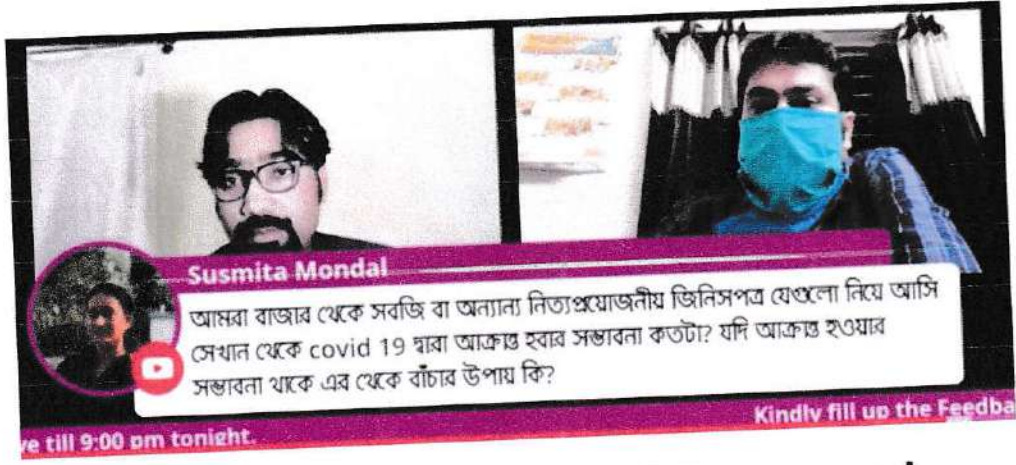 Susmita Mondal
আমরা বাজার থেকে সবজি বা অন্যান্য নিত্যপ্রয়োজনীয় জিনিসপত্র যেগুলো নিয়ে আসি
সেখান থেকে covid 19 দ্বারা আক্রান্ত হবার সম্ভাবনা কতটা? যদি আক্রান্ত হওয়ার
সম্ভাবনা থাকে এর থেকে বাঁচার উপায় কি?
ve till 9:00 pm tonight.
Kindly fill up the Feedba